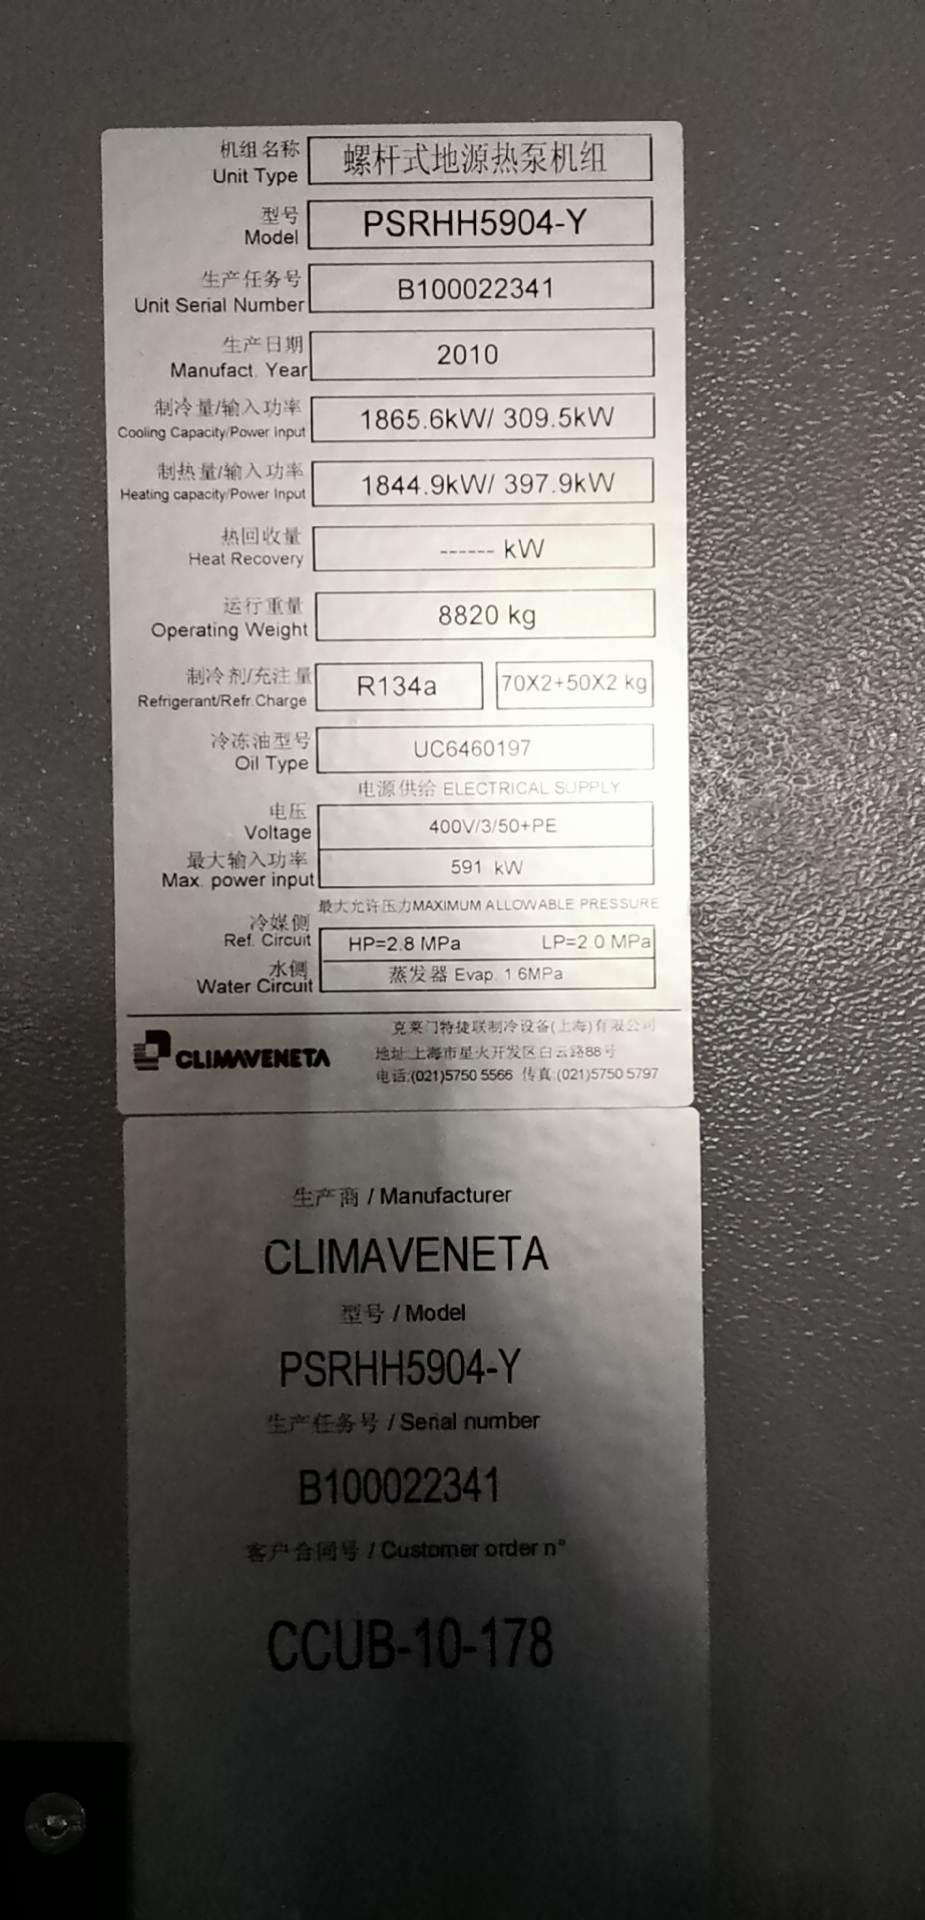 机组名称 螺杆式地源热泵机组
Unit Type
型号 PSRHH5904-Y
Model
生产任务号 B100022341
Unit Serial Number
生产日期 2010
Manufact. Year
制冷量/输入功率 1865.6kW/ 309.5kW
Cooling Capacity/Power Input
制热量/输入功率 1844.9kW/ 397.9kW
Heating capacity/Power Input
热回收量 ------ kW
Heat Recovery
运行重量 8820 kg
Operating Weight
制冷剂/充注量 R134a 70X2+50X2 kg
Refrigerant/Refr.Charge
冷冻油型号 UC6460197
Oil Type
电源供给 ELECTRICAL SUPPLY
电压 400V/3/50+PE
Voltage
最大输入功率 591 kW
Max. power input
最大允许压力MAXIMUM ALLOWABLE PRESSURE
冷媒侧
Ref. Circuit HP=2.8 MPa LP=2.0 MPa
水侧 蒸发器 Evap. 1.6MPa
Water Circuit
克莱门特捷联制冷设备(上海)有限公司
CLIMAVENETA 地址:上海市星火开发区白云路88号
电话:(021)5750 5566 传真:(021)5750 5797
生产商 / Manufacturer
CLIMAVENETA
型号 / Model
PSRHH5904-Y
生产任务号 / Serial number
B100022341
客户合同号 / Customer order n°
CCUB-10-178